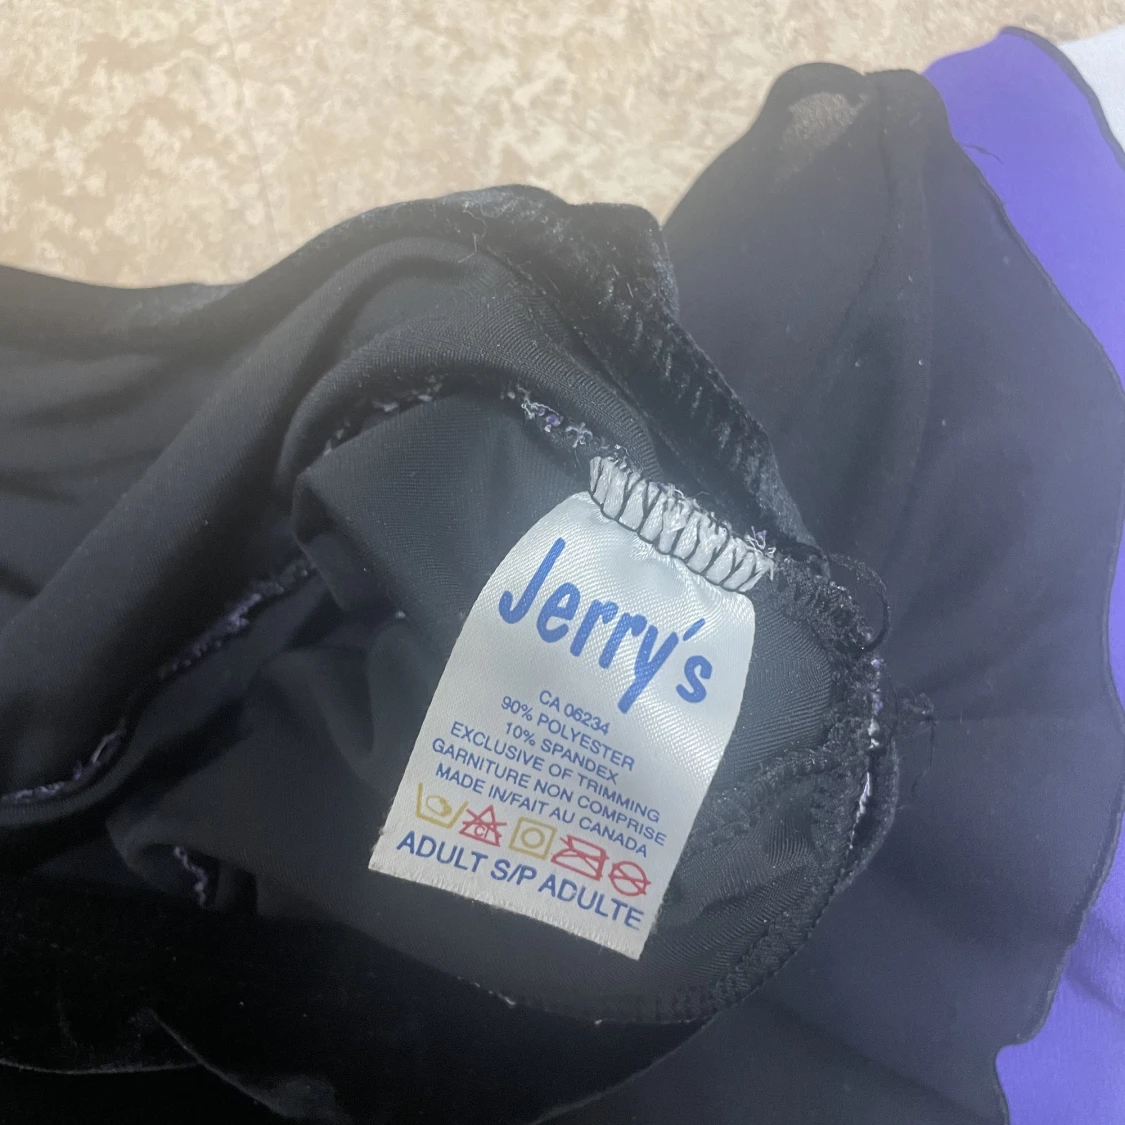 Jerry's
CA 06234
90% POLYESTER
10% SPANDEX
EXCLUSIVE OF TRIMMING
GARNITURE NON COMPRISE
MADE IN/FAIT AU CANADA
CL
ADULT S/P ADULTE